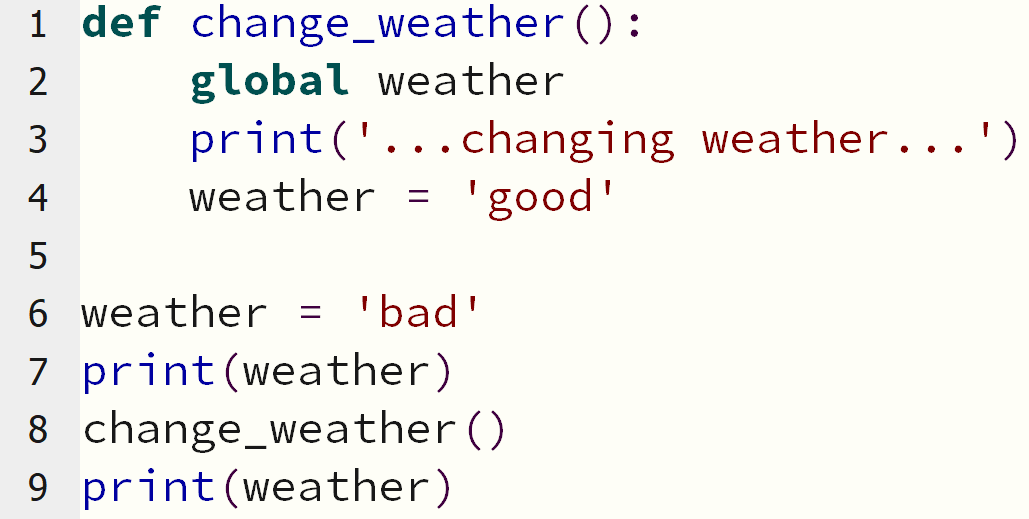 1 def change_weather():
2     global weather
3     print('...changing weather...')
4     weather = 'good'
5
6 weather = 'bad'
7 print(weather)
8 change_weather()
9 print(weather)